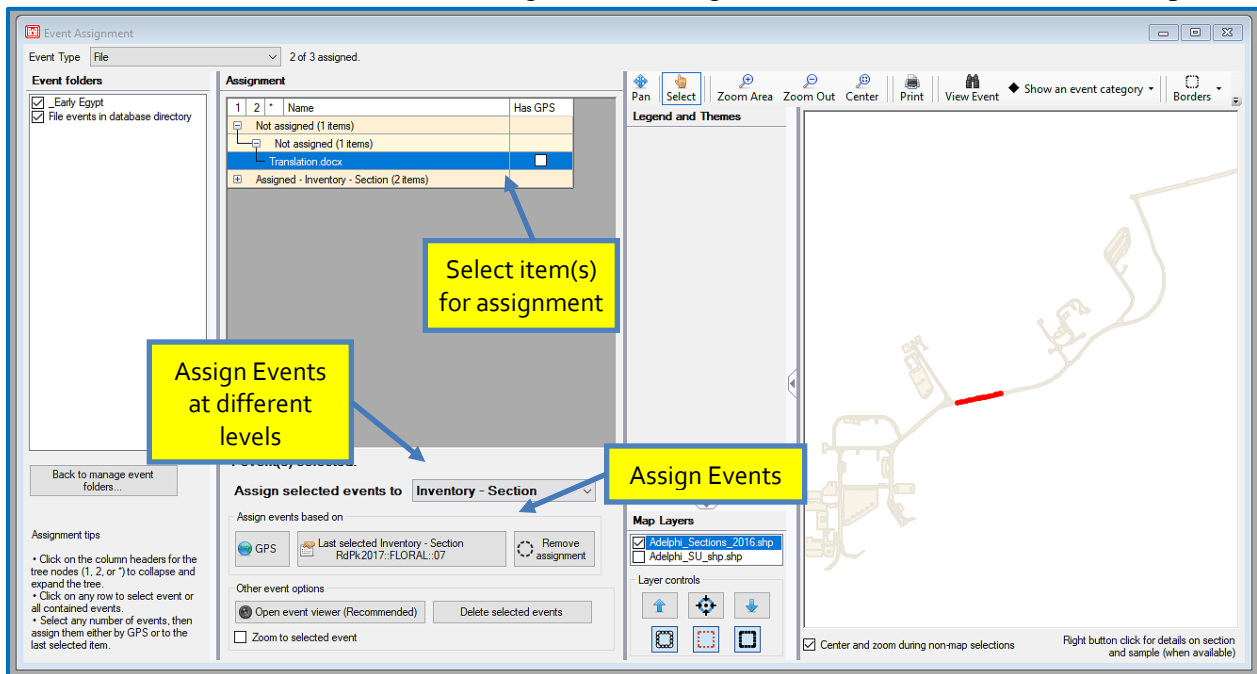 Event Assignment
Event Type File 2 of 3 assigned.
Event folders
_Early Egypt
File events in database directory
Back to manage event
folders...
Assignment tips
• Click on the column headers for the
tree nodes (1, 2, or *) to collapse and
expand the tree.
• Click on any row to select event or
all contained events.
• Select any number of events, then
assign them either by GPS or to the
last selected item.
Assignment
1 2 * Name Has GPS
Not assigned (1 items)
Not assigned (1 items)
Translation.docx
Assigned - Inventory - Section (2 items)
Select item(s)
for assignment
Assign Events
at different
levels
Assign Events
Assign selected events to Inventory - Section
Assign events based on
GPS
Last selected Inventory - Section
RdPk2017::FLORAL::07
Remove
assignment
Other event options
Open event viewer (Recommended) Delete selected events
Zoom to selected event
Pan Select Zoom Area Zoom Out Center Print View Event Show an event category Borders
Legend and Themes
Map Layers
Adelphi_Sections_2016.shp
Adelphi_SU_shp.shp
Layer controls
Center and zoom during non-map selections
Right button click for details on section
and sample (when available)